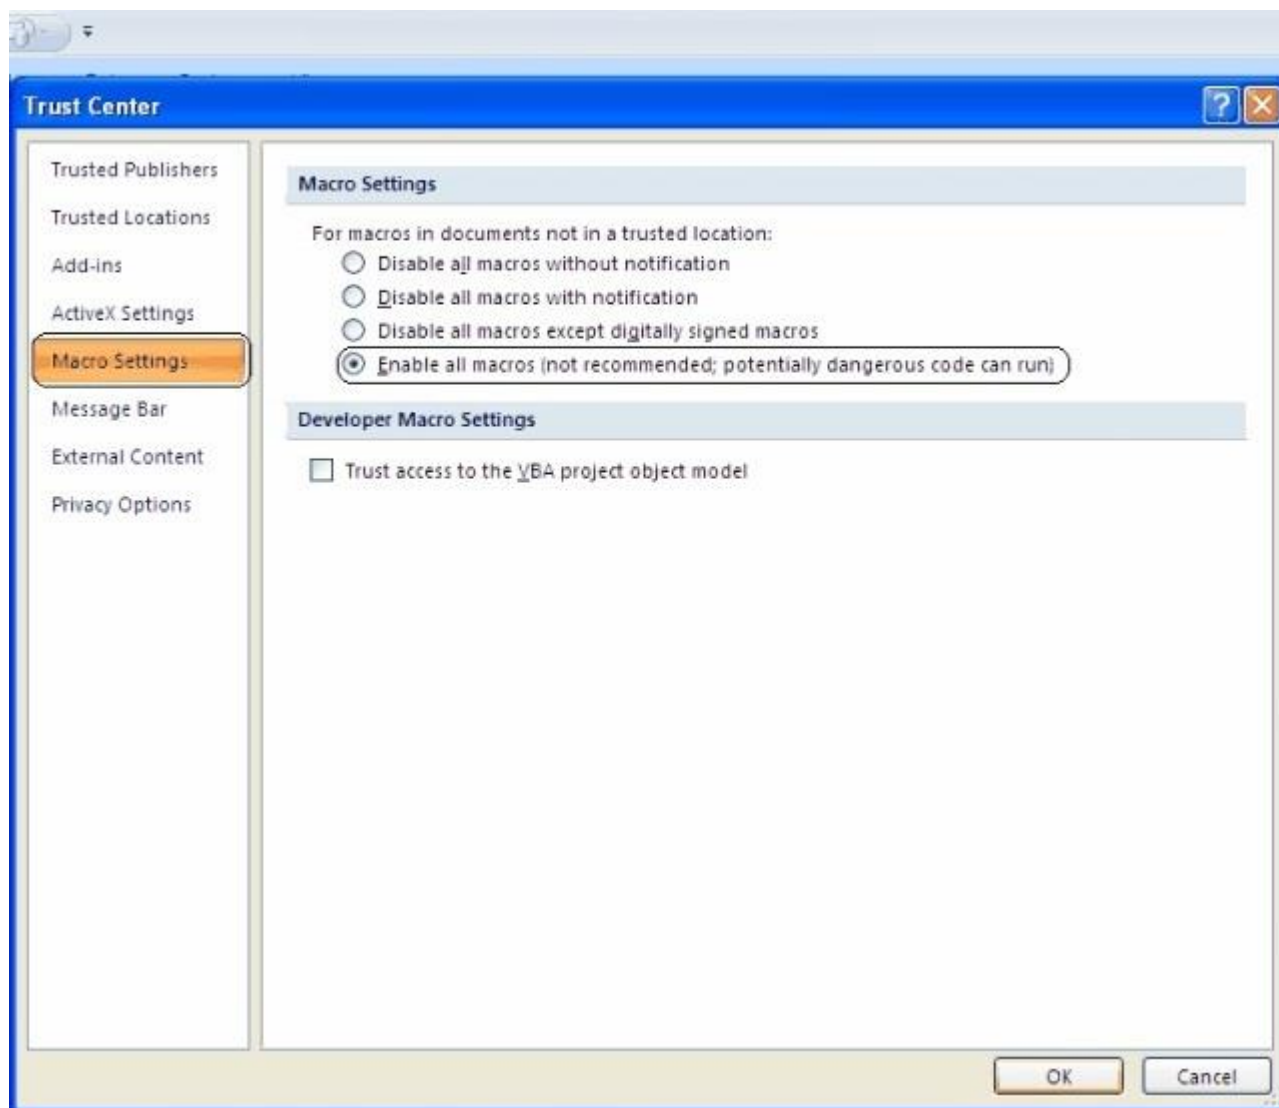 Trust Center
Trusted Publishers
Trusted Locations
Add-ins
ActiveX Settings
Macro Settings
Message Bar
External Content
Privacy Options
Macro Settings
For macros in documents not in a trusted location:
Disable all macros without notification
Disable all macros with notification
Disable all macros except digitally signed macros
Enable all macros (not recommended; potentially dangerous code can run)
Developer Macro Settings
Trust access to the VBA project object model
OK
Cancel